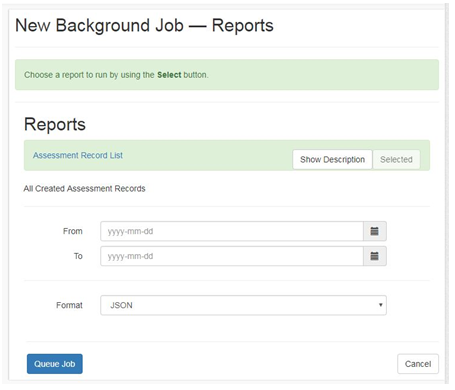 New Background Job — Reports
Choose a report to run by using the Select button.
Reports
Assessment Record List
Show Description
Selected
All Created Assessment Records
From
yyyy-mm-dd
To
yyyy-mm-dd
Format
JSON
Queue Job
Cancel